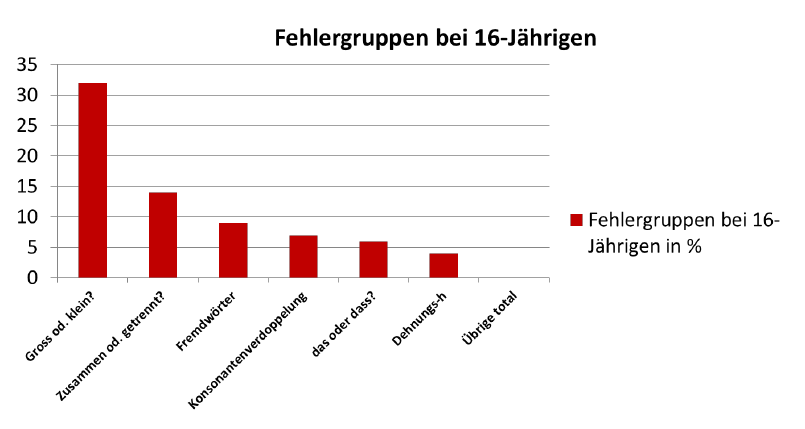 Fehlergruppen bei 16-Jährigen
35
30
25
20
15
10
5
0
Gross od. klein?
Zusammen od. getrennt?
Fremdwörter
Konsonantenverdoppelung
das oder dass?
Dehnungs-h
Übrige total
Fehlergruppen bei 16-
Jährigen in %